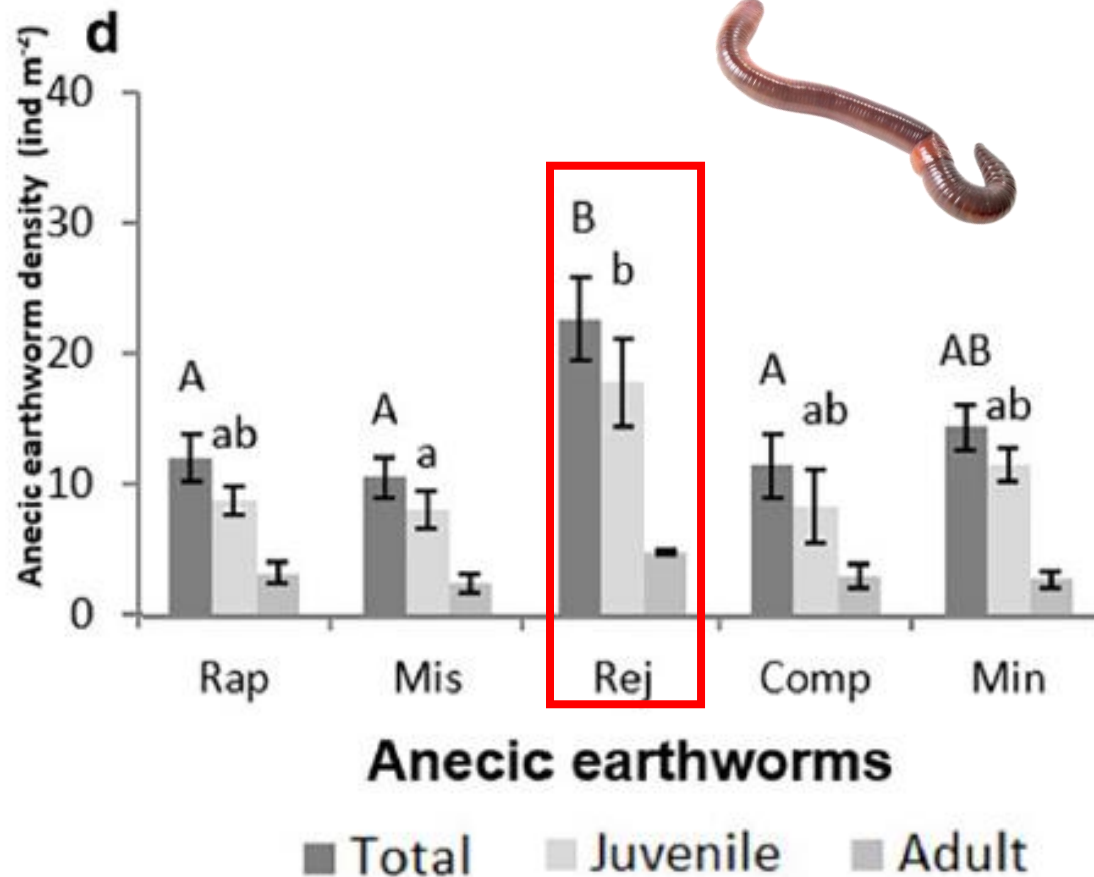 d
Anecic earthworm density (ind m⁻²)
40
30
20
10
0
A
ab
A
a
B
b
A
ab
AB
ab
Rap Mis Rej Comp Min
Anecic earthworms
Total Juvenile Adult